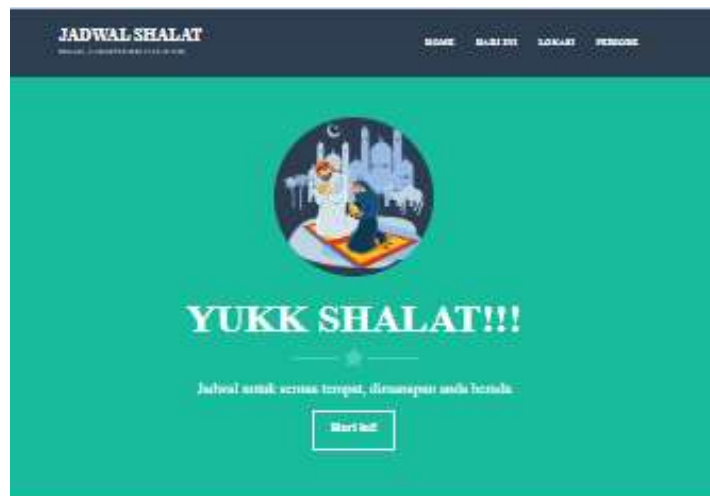 JADWAL SHALAT
HOME HARI INI LOKASI PERIODE
YUKK SHALAT!!!
Jadwal untuk semua tempat, dimanapun anda berada
Hari Ini!